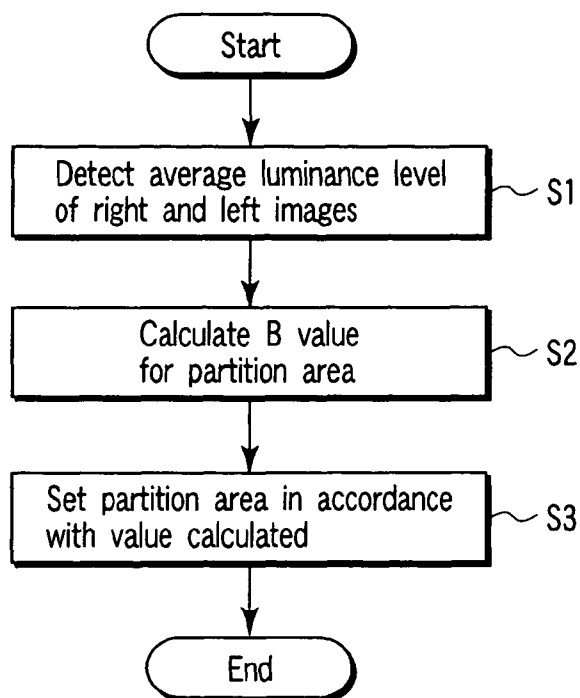 Start
Detect average luminance level
of right and left images
S1
Calculate B value
for partition area
S2
Set partition area in accordance
with value calculated
S3
End